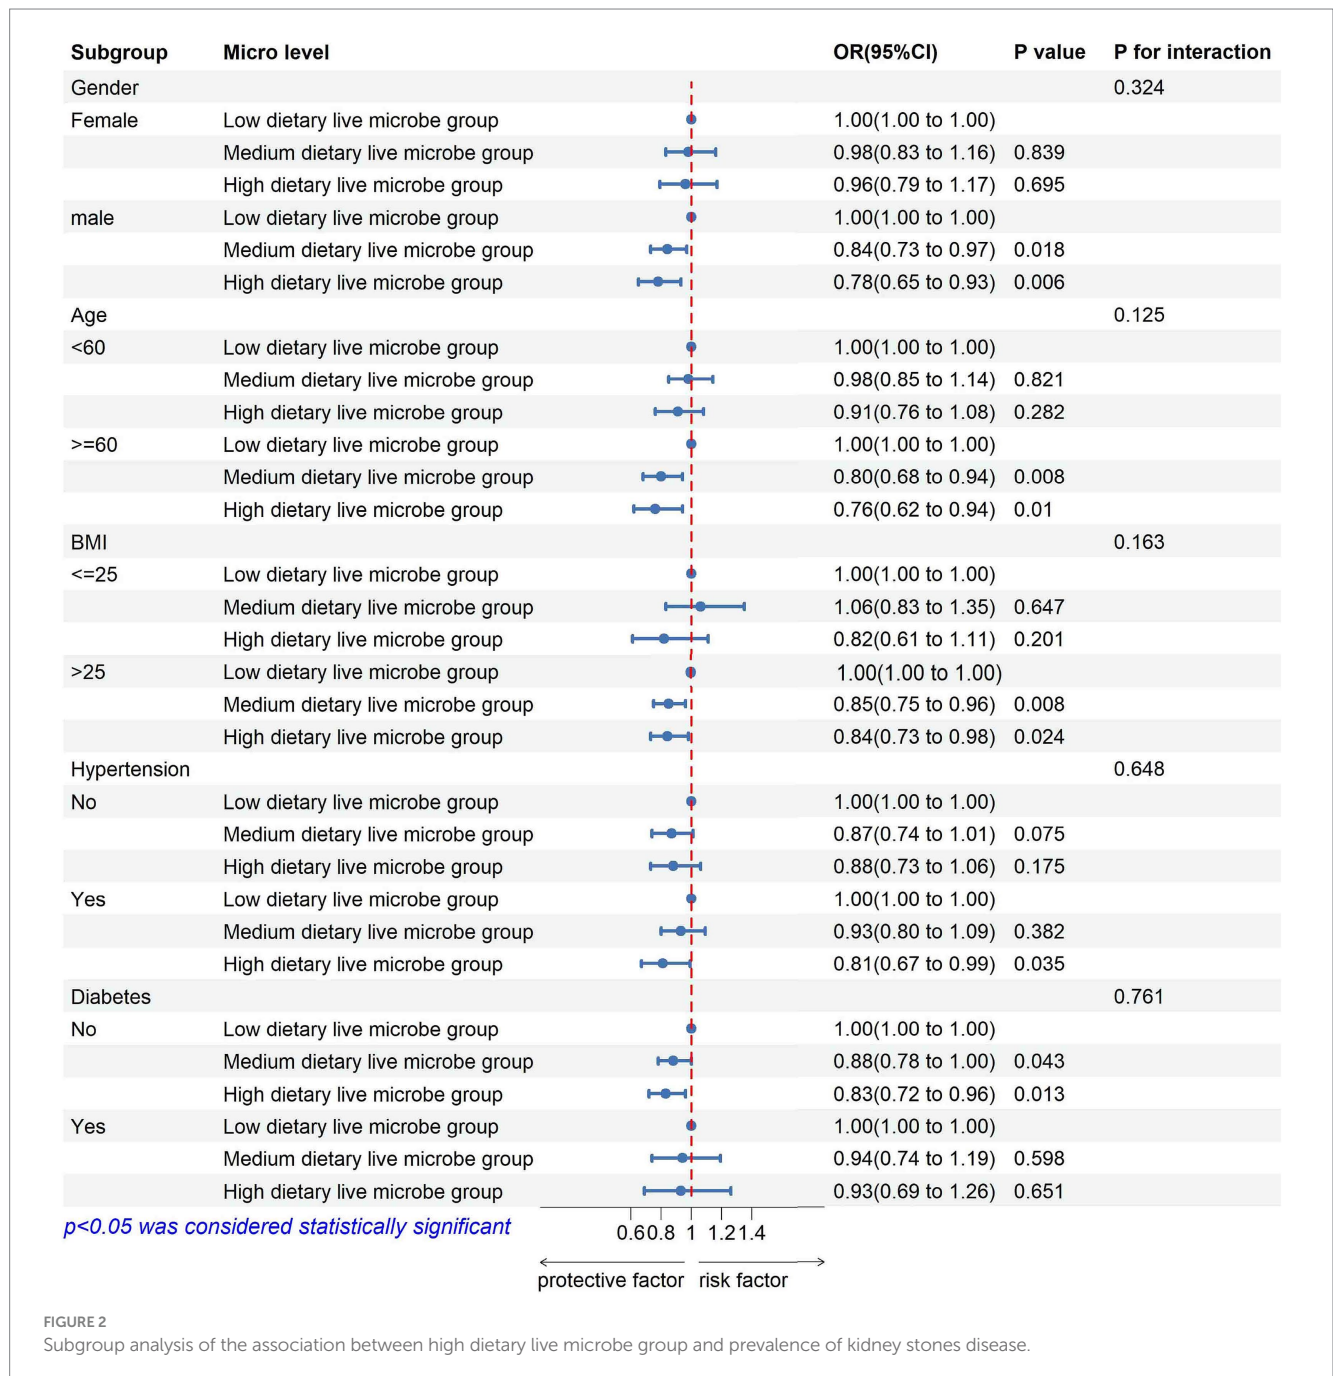 Subgroup Micro level OR(95%CI) P value P for interaction
Gender 0.324
Female Low dietary live microbe group 1.00(1.00 to 1.00)
Medium dietary live microbe group 0.98(0.83 to 1.16) 0.839
High dietary live microbe group 0.96(0.79 to 1.17) 0.695
male Low dietary live microbe group 1.00(1.00 to 1.00)
Medium dietary live microbe group 0.84(0.73 to 0.97) 0.018
High dietary live microbe group 0.78(0.65 to 0.93) 0.006
Age 0.125
<60 Low dietary live microbe group 1.00(1.00 to 1.00)
Medium dietary live microbe group 0.98(0.85 to 1.14) 0.821
High dietary live microbe group 0.91(0.76 to 1.08) 0.282
>=60 Low dietary live microbe group 1.00(1.00 to 1.00)
Medium dietary live microbe group 0.80(0.68 to 0.94) 0.008
High dietary live microbe group 0.76(0.62 to 0.94) 0.01
BMI 0.163
<=25 Low dietary live microbe group 1.00(1.00 to 1.00)
Medium dietary live microbe group 1.06(0.83 to 1.35) 0.647
High dietary live microbe group 0.82(0.61 to 1.11) 0.201
>25 Low dietary live microbe group 1.00(1.00 to 1.00)
Medium dietary live microbe group 0.85(0.75 to 0.96) 0.008
High dietary live microbe group 0.84(0.73 to 0.98) 0.024
Hypertension 0.648
No Low dietary live microbe group 1.00(1.00 to 1.00)
Medium dietary live microbe group 0.87(0.74 to 1.01) 0.075
High dietary live microbe group 0.88(0.73 to 1.06) 0.175
Yes Low dietary live microbe group 1.00(1.00 to 1.00)
Medium dietary live microbe group 0.93(0.80 to 1.09) 0.382
High dietary live microbe group 0.81(0.67 to 0.99) 0.035
Diabetes 0.761
No Low dietary live microbe group 1.00(1.00 to 1.00)
Medium dietary live microbe group 0.88(0.78 to 1.00) 0.043
High dietary live microbe group 0.83(0.72 to 0.96) 0.013
Yes Low dietary live microbe group 1.00(1.00 to 1.00)
Medium dietary live microbe group 0.94(0.74 to 1.19) 0.598
High dietary live microbe group 0.93(0.69 to 1.26) 0.651
p<0.05 was considered statistically significant 0.6 0.8 1 1.2 1.4
protective factor risk factor
FIGURE 2
Subgroup analysis of the association between high dietary live microbe group and prevalence of kidney stones disease.